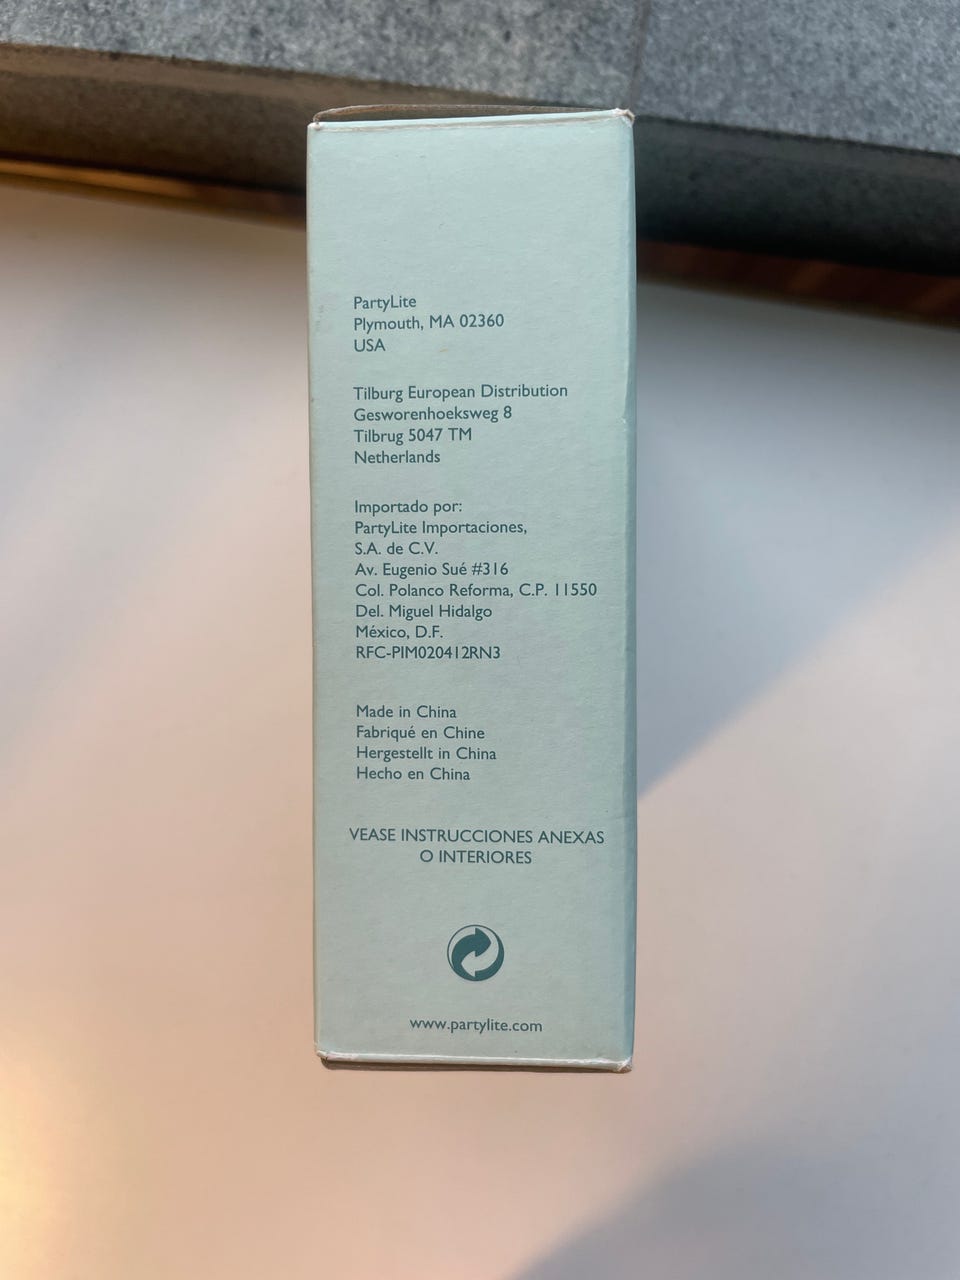 PartyLite
Plymouth, MA 02360
USA
Tilburg European Distribution
Gesworenhoeksweg 8
Tilbrug 5047 TM
Netherlands
Importado por:
PartyLite Importaciones,
S.A. de C.V.
Av. Eugenio Sué #316
Col. Polanco Reforma, C.P. 11550
Del. Miguel Hidalgo
México, D.F.
RFC-PIM020412RN3
Made in China
Fabriqué en Chine
Hergestellt in China
Hecho en China
VEASE INSTRUCCIONES ANEXAS
O INTERIORES
www.partylite.com